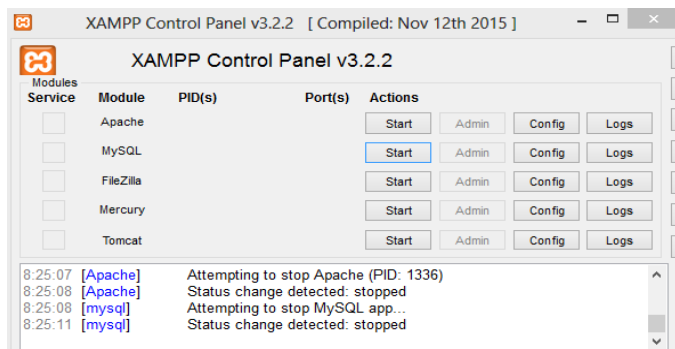 XAMPP Control Panel v3.2.2 [ Compiled: Nov 12th 2015 ]
XAMPP Control Panel v3.2.2
Modules
Service Module PID(s) Port(s) Actions
Apache Start Admin Config Logs
MySQL Start Admin Config Logs
FileZilla Start Admin Config Logs
Mercury Start Admin Config Logs
Tomcat Start Admin Config Logs
8:25:07 [Apache] Attempting to stop Apache (PID: 1336)
8:25:08 [Apache] Status change detected: stopped
8:25:08 [mysql] Attempting to stop MySQL app...
8:25:11 [mysql] Status change detected: stopped